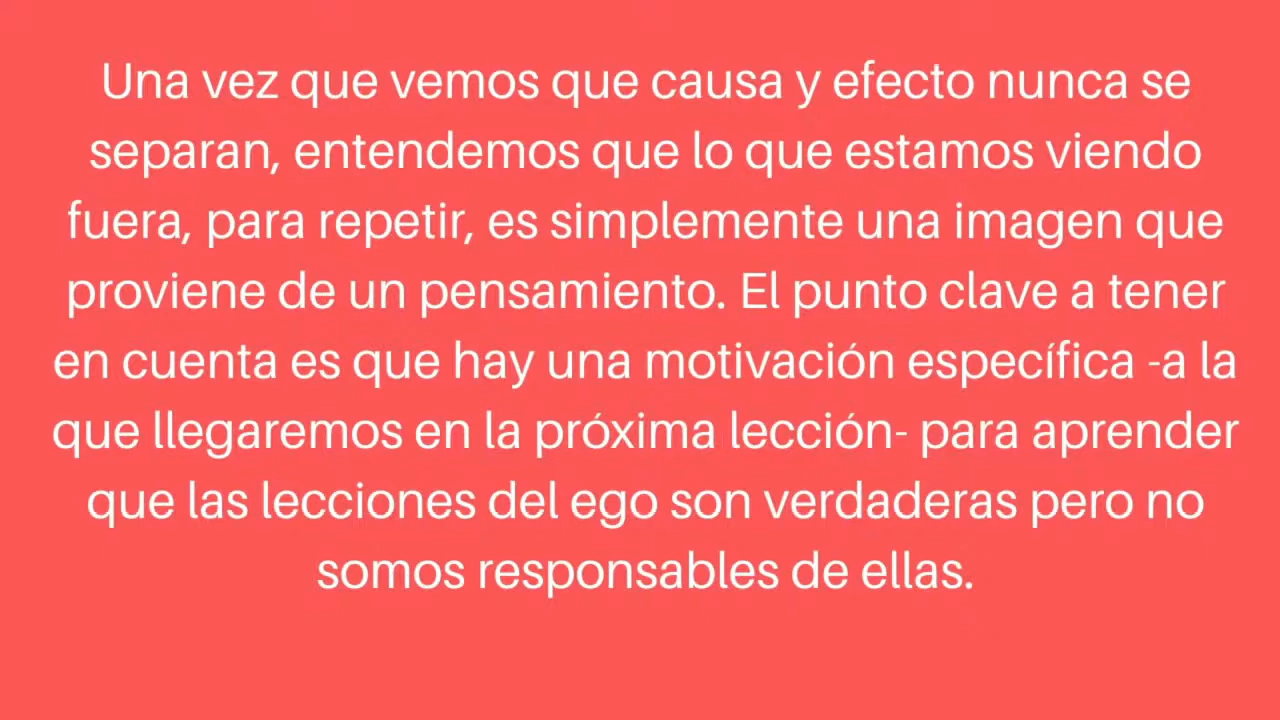 Una vez que vemos que causa y efecto nunca se
separan, entendemos que lo que estamos viendo
fuera, para repetir, es simplemente una imagen que
proviene de un pensamiento. El punto clave a tener
en cuenta es que hay una motivación específica -a la
que llegaremos en la próxima lección- para aprender
que las lecciones del ego son verdaderas pero no
somos responsables de ellas.